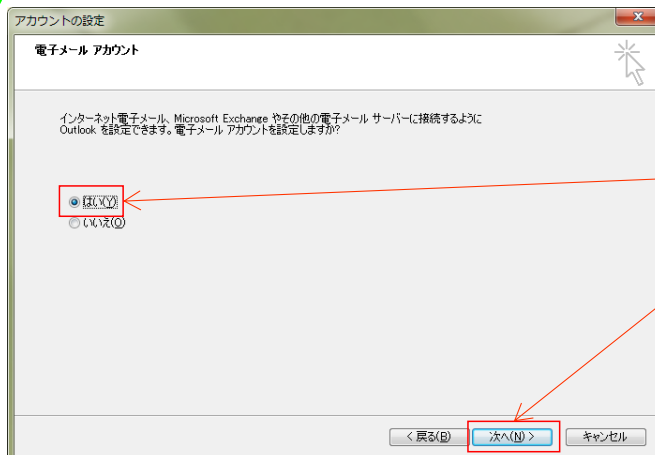 アカウントの設定
電子メール アカウント
インターネット電子メール、Microsoft Exchange やその他の電子メール サーバーに接続するように
Outlook を設定できます。電子メール アカウントを設定しますか?
はい(Y)
いいえ(O)
< 戻る(B)
次へ(N) >
キャンセル